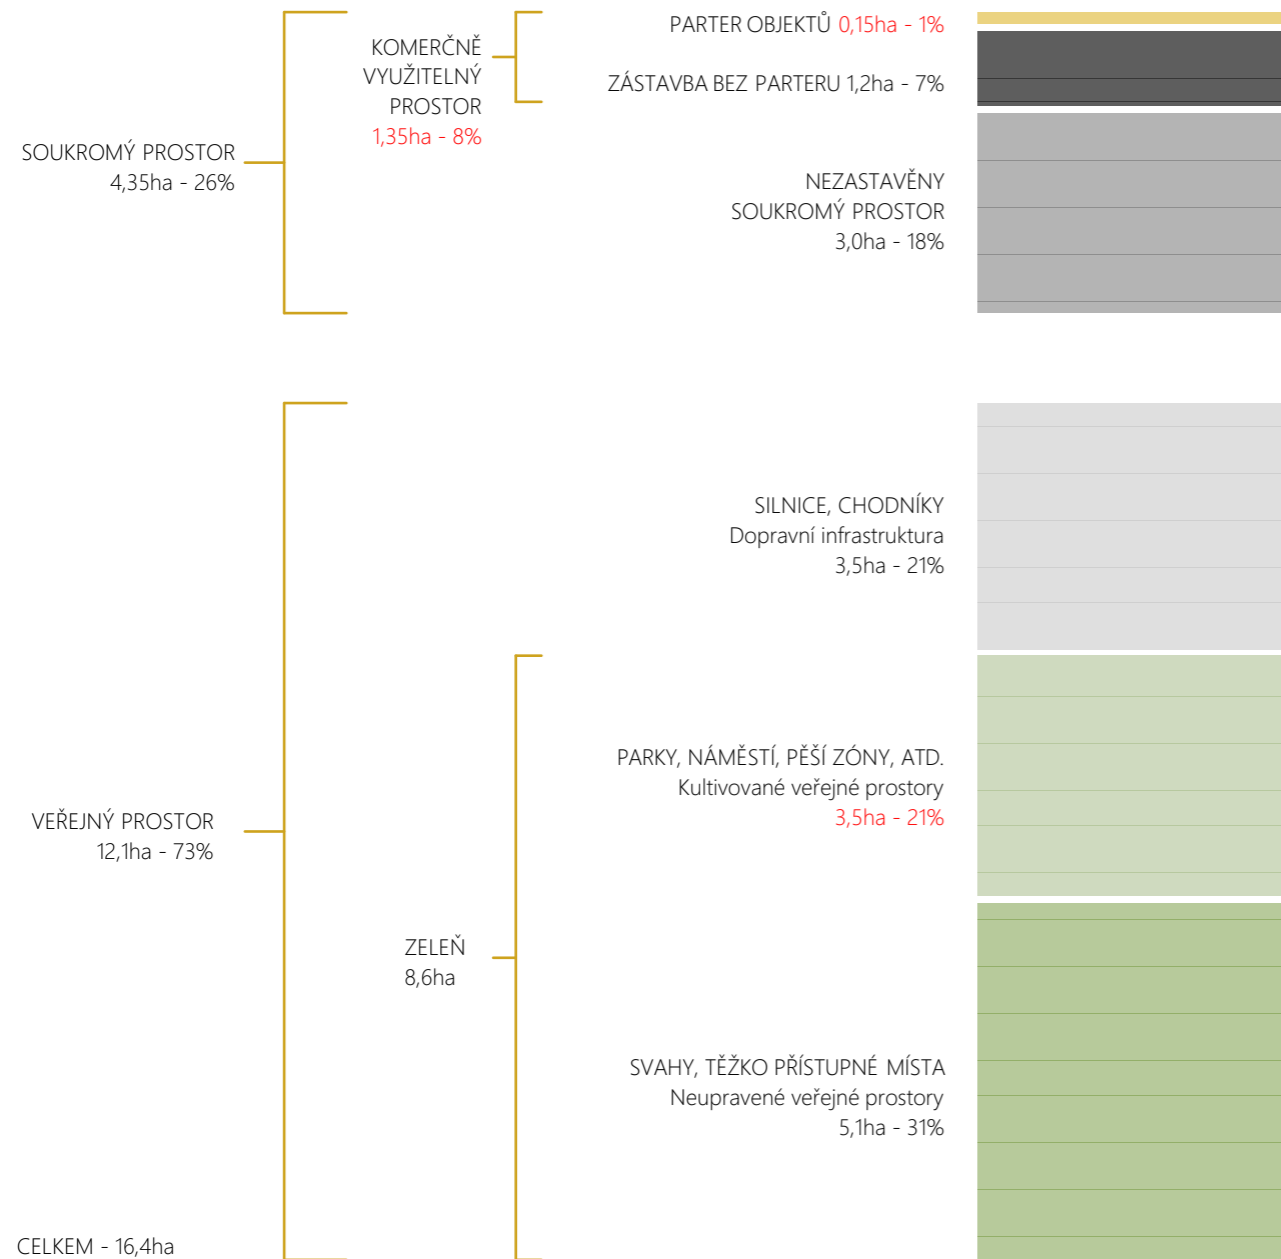 PARTER OBJEKTŮ 0,15ha - 1%
KOMERČNĚ
VYUŽITELNÝ
PROSTOR
1,35ha - 8%
ZÁSTAVBA BEZ PARTERU 1,2ha - 7%
SOUKROMÝ PROSTOR
4,35ha - 26%
NEZASTAVĚNY
SOUKROMÝ PROSTOR
3,0ha - 18%
SILNICE, CHODNÍKY
Dopravní infrastruktura
3,5ha - 21%
PARKY, NÁMĚSTÍ, PĚŠÍ ZÓNY, ATD.
Kultivované veřejné prostory
3,5ha - 21%
VEŘEJNÝ PROSTOR
12,1ha - 73%
ZELEŇ
8,6ha
SVAHY, TĚŽKO PŘÍSTUPNÉ MÍSTA
Neupravené veřejné prostory
5,1ha - 31%
CELKEM - 16,4ha